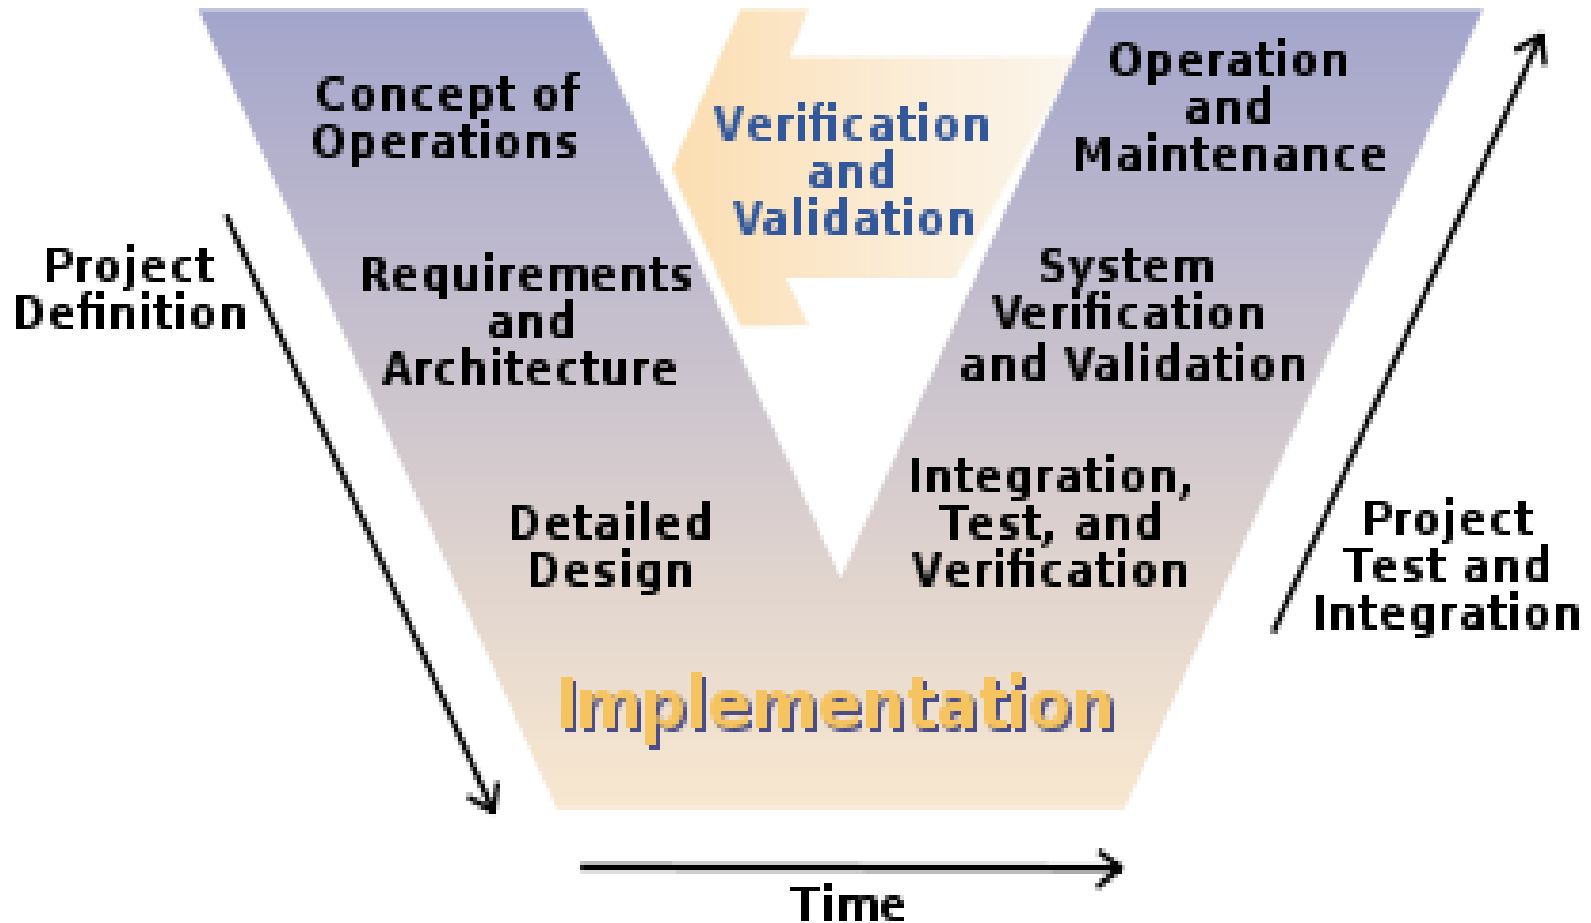 Concept of
Operations
Verification
and
Validation
Operation
and
Maintenance
Project
Definition
Requirements
and
Architecture
System
Verification
and Validation
Detailed
Design
Integration,
Test, and
Verification
Project
Test and
Integration
Implementation
Time